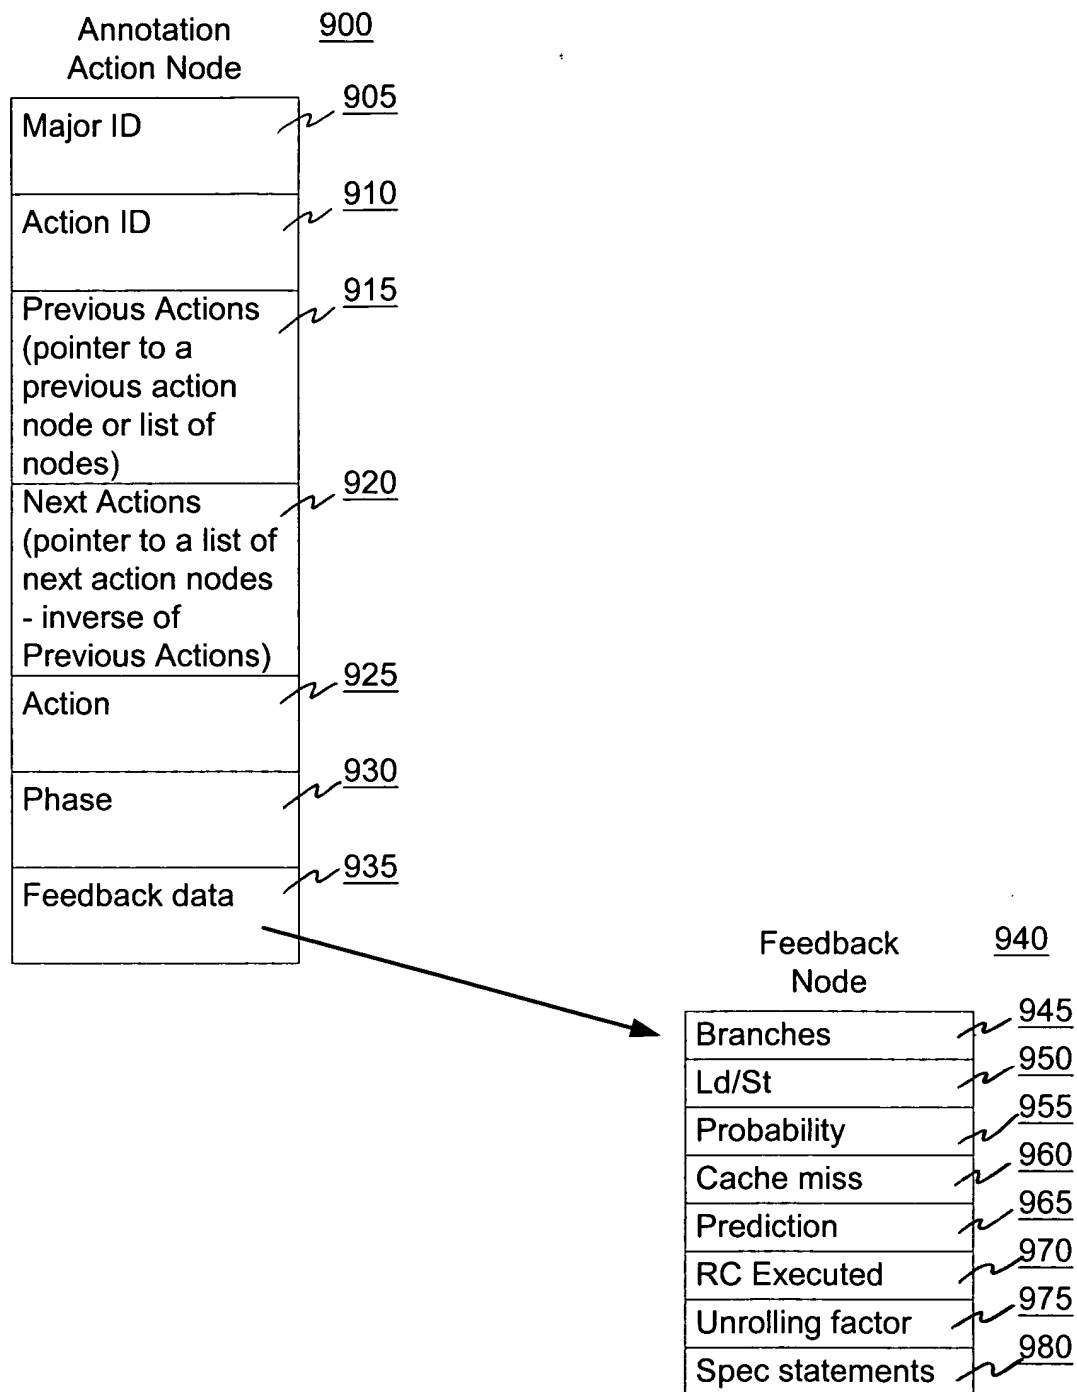 Annotation 900
Action Node
905
Major ID
910
Action ID
915
Previous Actions
(pointer to a
previous action
node or list of
nodes)
920
Next Actions
(pointer to a list of
next action nodes
- inverse of
Previous Actions)
925
Action
930
Phase
935
Feedback data
Feedback 940
Node
945
Branches
950
Ld/St
955
Probability
960
Cache miss
965
Prediction
970
RC Executed
975
Unrolling factor
980
Spec statements